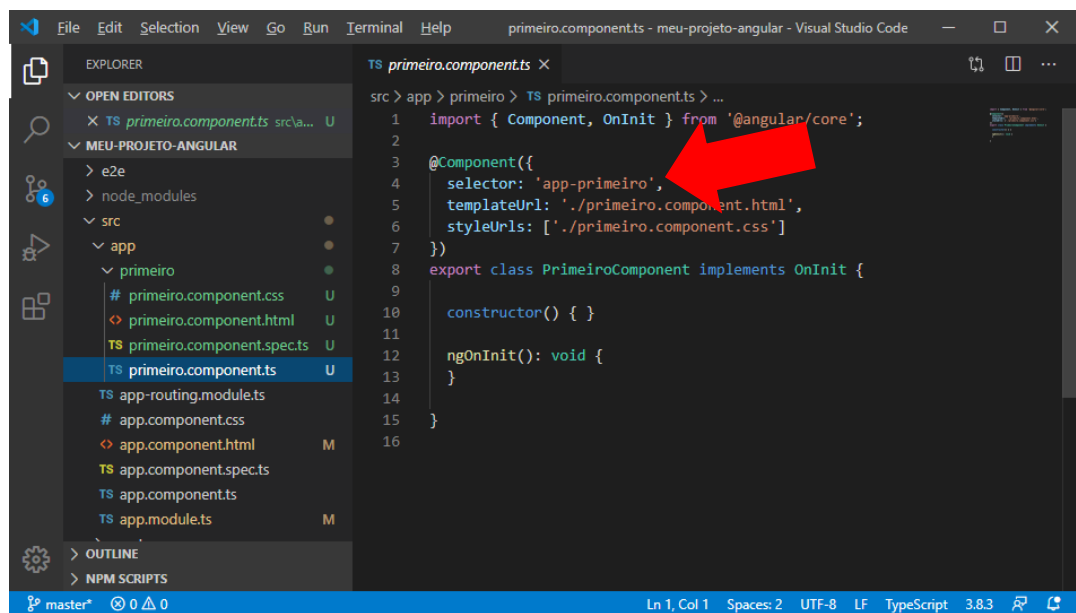 File Edit Selection View Go Run Terminal Help primeiro.component.ts - meu-projeto-angular - Visual Studio Code
EXPLORER
OPEN EDITORS
TS primeiro.component.ts src\a... U
MEU-PROJETO-ANGULAR
e2e
node_modules
src
app
primeiro
# primeiro.component.css U
<> primeiro.component.html U
TS primeiro.component.spec.ts U
TS primeiro.component.ts U
TS app-routing.module.ts
# app.component.css
<> app.component.html M
TS app.component.spec.ts
TS app.component.ts
TS app.module.ts M
OUTLINE
NPM SCRIPTS
6
TS primeiro.component.ts
src > app > primeiro > TS primeiro.component.ts > ...
1 import { Component, OnInit } from '@angular/core';
2
3 @Component({
4 selector: 'app-primeiro',
5 templateUrl: './primeiro.component.html',
6 styleUrls: ['./primeiro.component.css']
7 })
8 export class PrimeiroComponent implements OnInit {
9
10 constructor() { }
11
12 ngOnInit(): void {
13 }
14
15 }
16
master* 0 0 Ln 1, Col 1 Spaces: 2 UTF-8 LF TypeScript 3.8.3